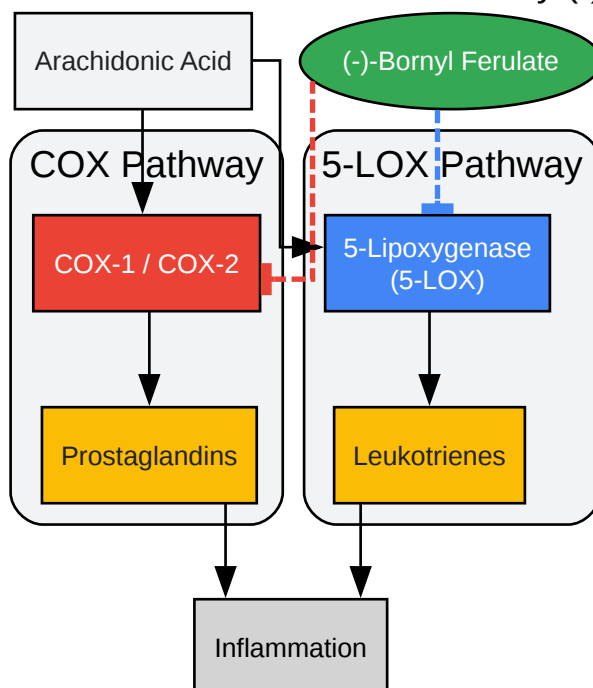 Arachidonic Acid
(-)-Bornyl Ferulate
COX Pathway
5-LOX Pathway
COX-1 / COX-2
5-Lipoxygenase
(5-LOX)
Prostaglandins
Leukotrienes
Inflammation